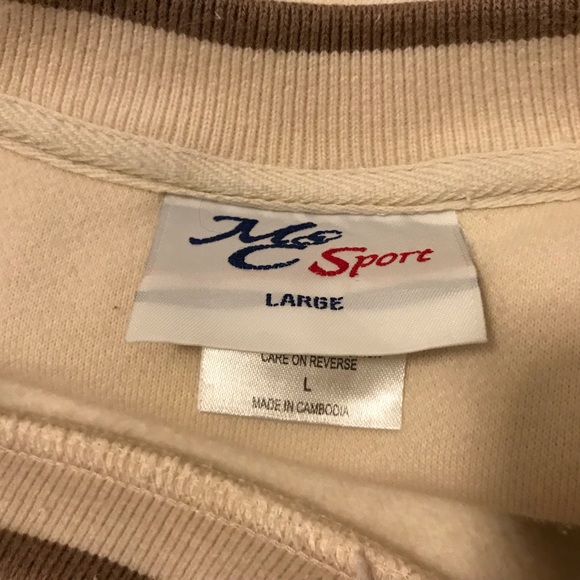 Sport
LARGE
CARE ON REVERSE
L
MADE IN CAMBODIA